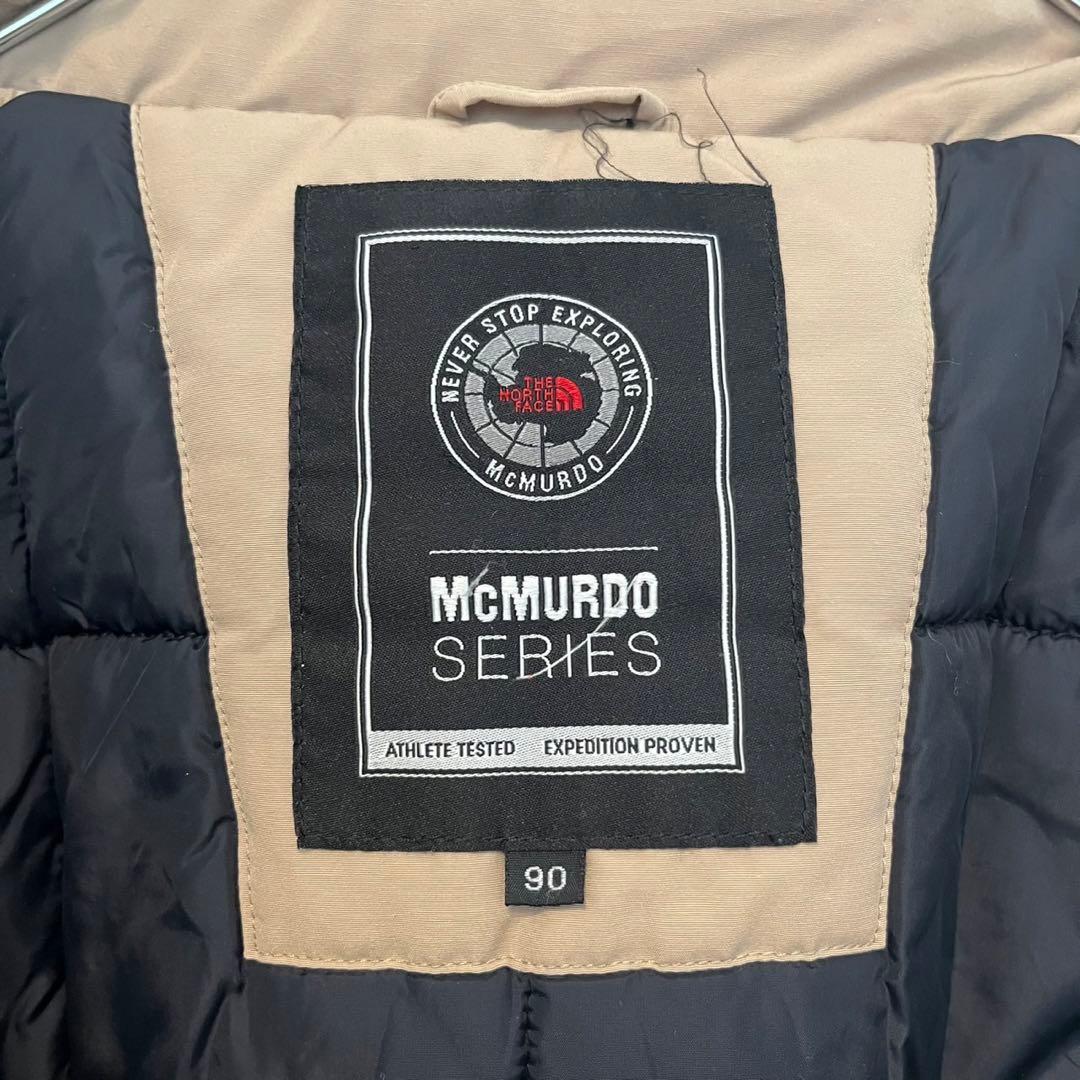 NEVER STOP EXPLORING
THE
NORTH
FACE
McMURDO
McMURDO
SERIES
ATHLETE TESTED EXPEDITION PROVEN
90